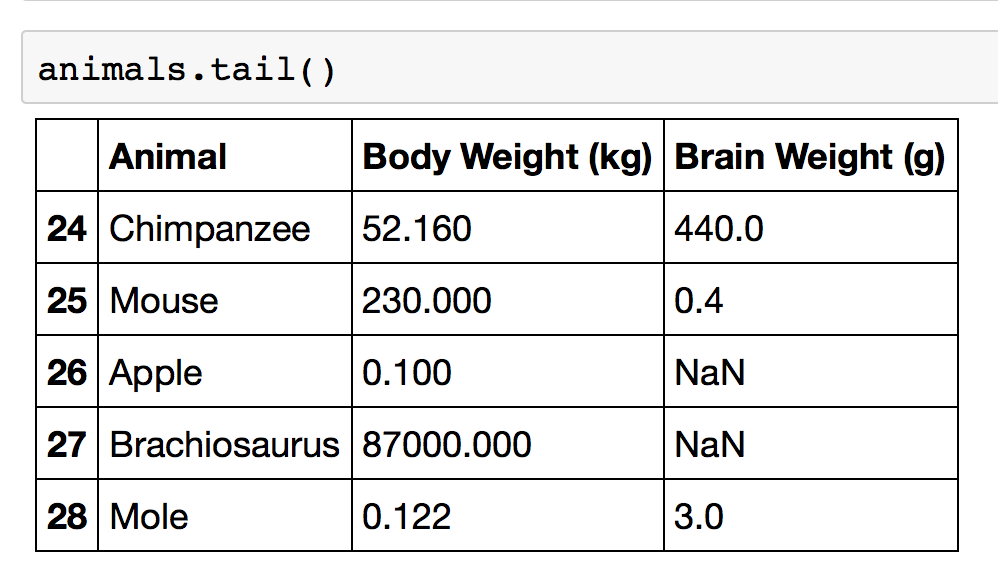 animals.tail()
Animal Body Weight (kg) Brain Weight (g)
24 Chimpanzee 52.160 440.0
25 Mouse 230.000 0.4
26 Apple 0.100 NaN
27 Brachiosaurus 87000.000 NaN
28 Mole 0.122 3.0